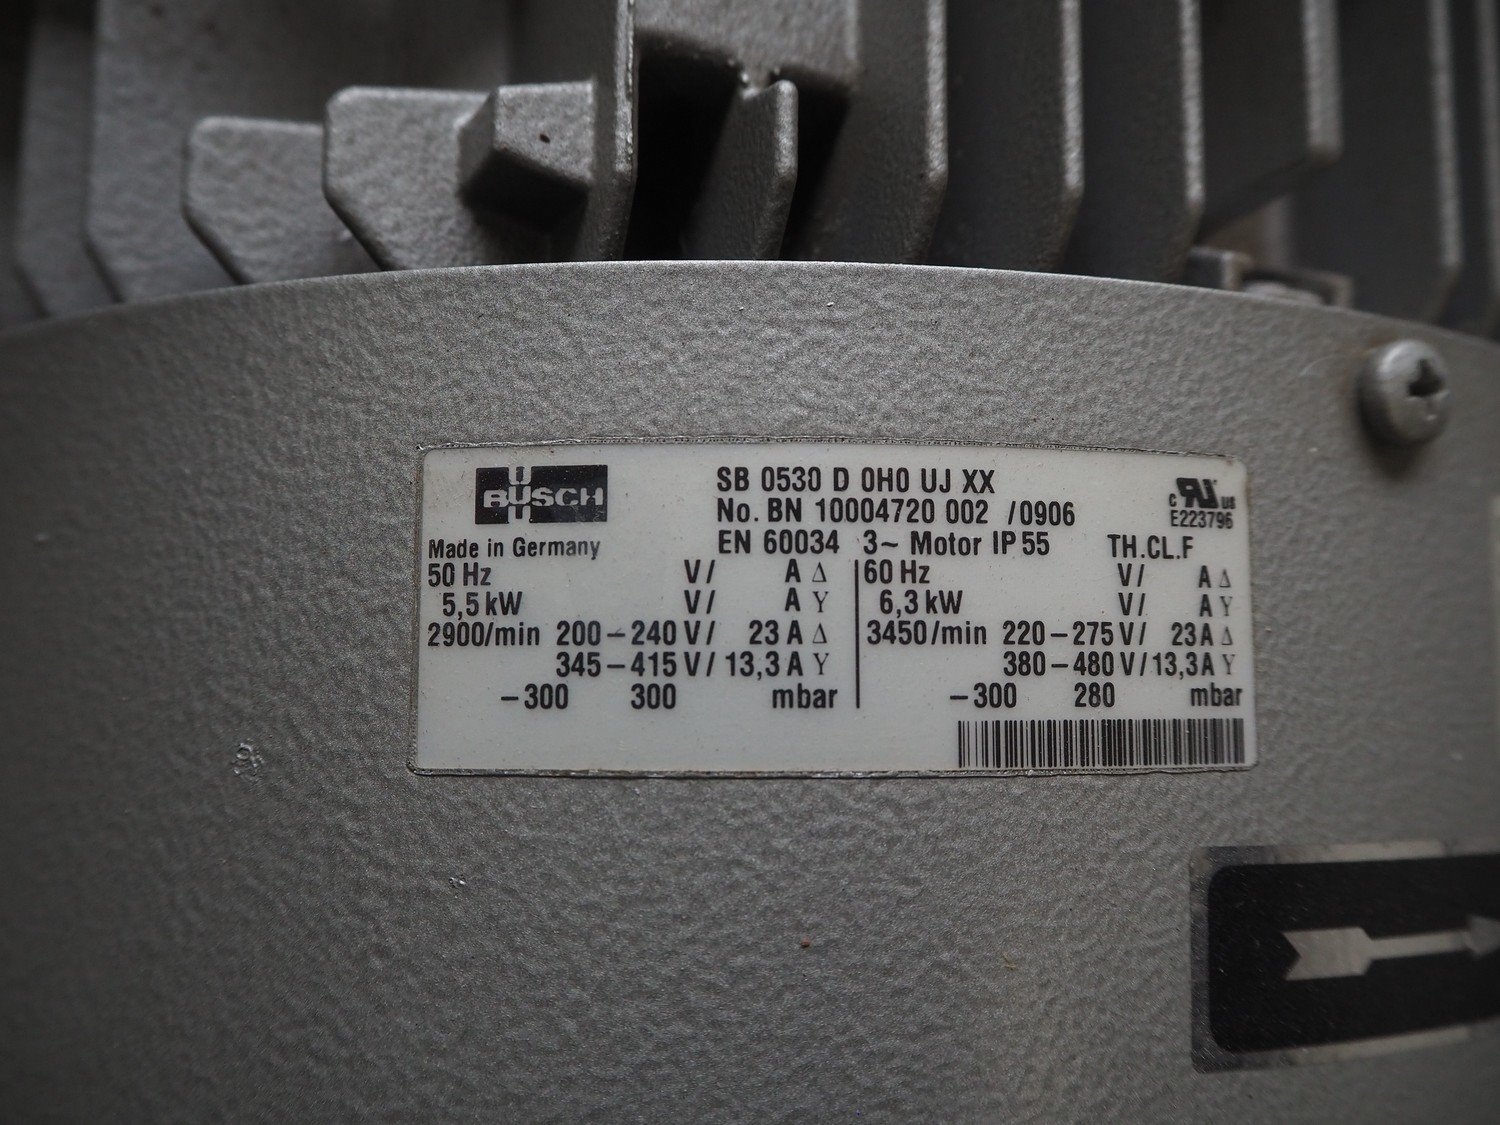 BUSCH
SB 0530 D 0H0 UJ XX
No. BN 10004720 002 /0906
c UL us
E223796
Made in Germany
EN 60034 3~ Motor IP 55 TH.CL.F
50 Hz V/ A Δ 60 Hz V/ A Δ
5,5 kW V/ A Y 6,3 kW V/ A Y
2900/min 200–240 V/ 23 A Δ 3450/min 220–275 V/ 23 A Δ
345–415 V/ 13,3 A Y 380–480 V/ 13,3 A Y
–300 300 mbar –300 280 mbar